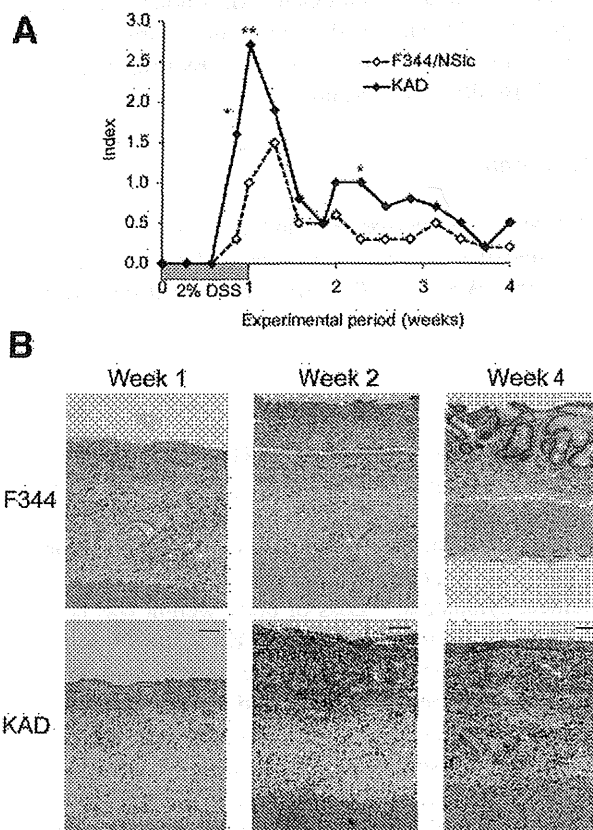 A
Index
3.0
2.5
2.0
1.5
1.0
0.5
0.0
*
**
*
F344/NSlc
KAD
0 1 2 3 4
2% DSS
Experimental period (weeks)
B
Week 1 Week 2 Week 4
F344
KAD